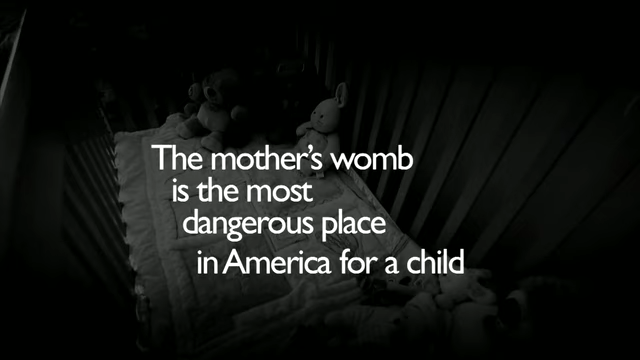 The mother's womb
is the most
dangerous place
in America for a child